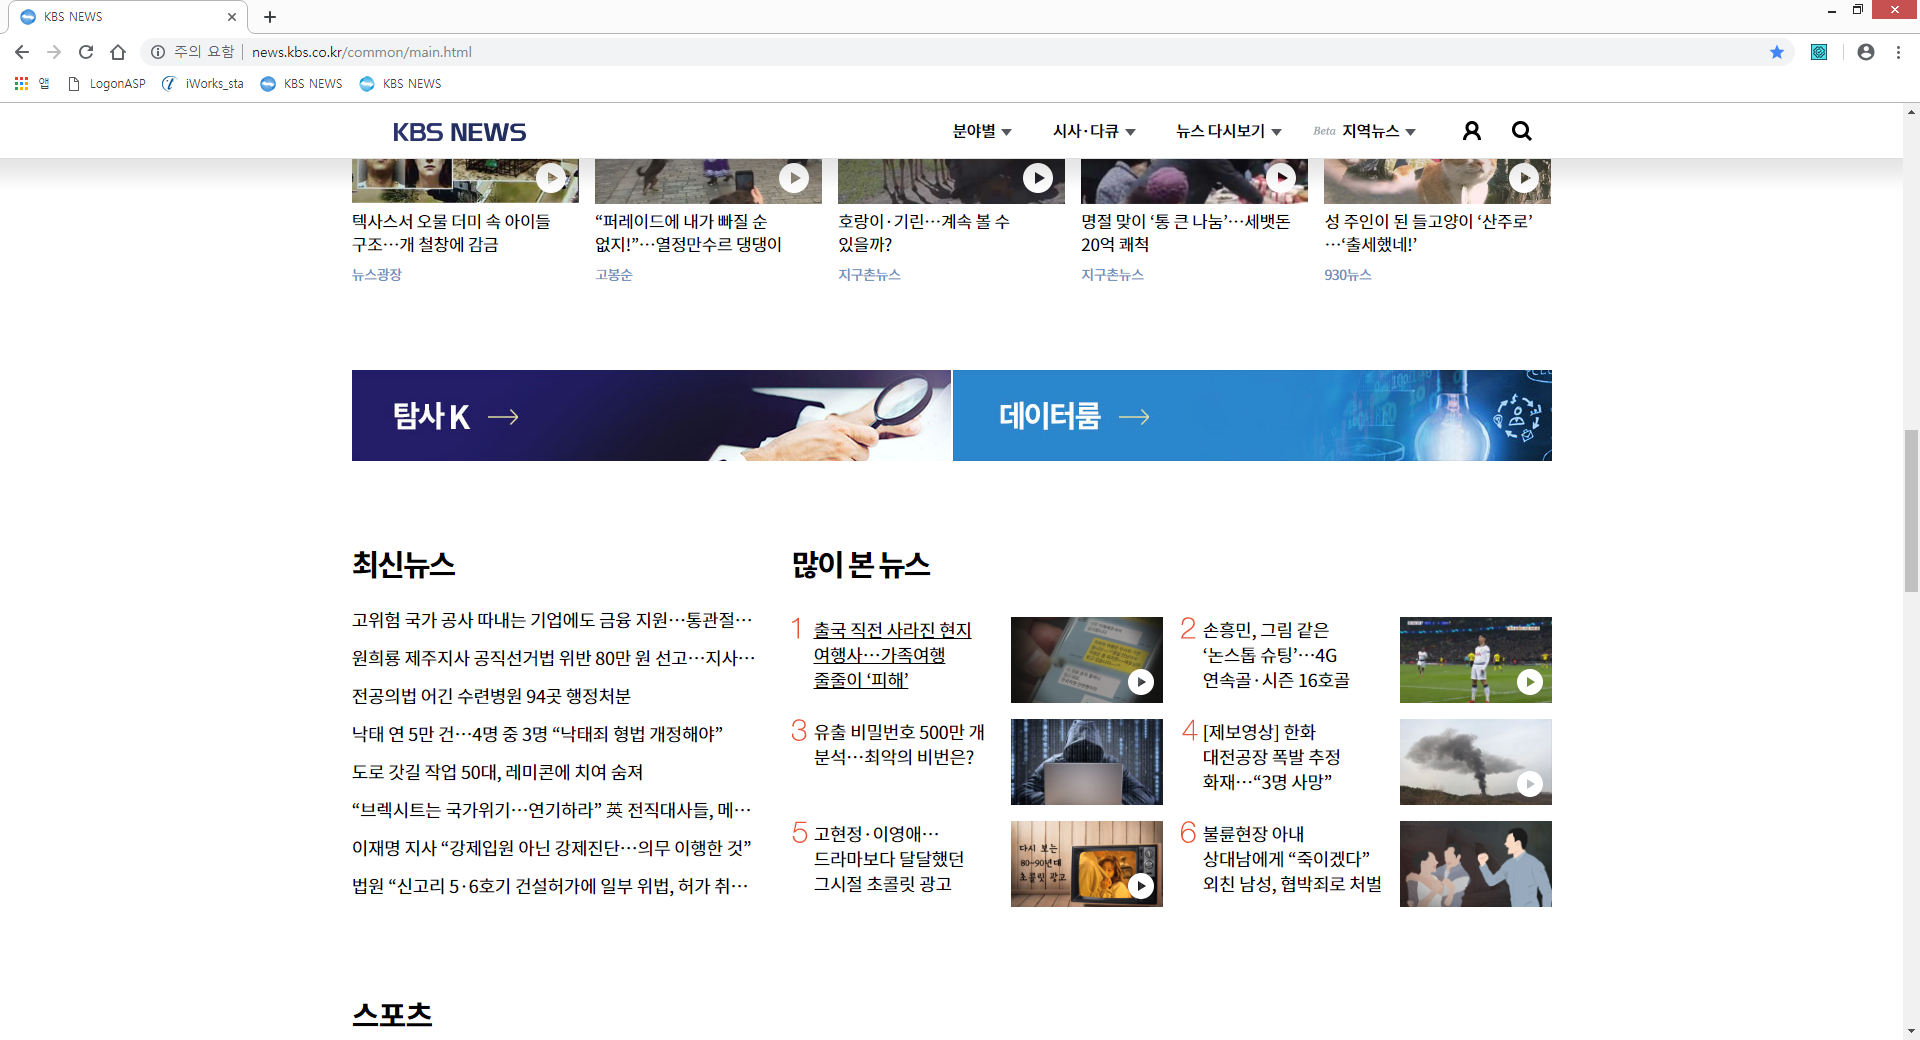 KBS NEWS
주의 요함
news.kbs.co.kr/common/main.html
앱
LogonASP
iWorks_sta
KBS NEWS
KBS NEWS
KBS NEWS
분야별
시사·다큐
뉴스 다시보기
Beta 지역뉴스
텍사스서 오물 더미 속 아이들
구조…개 철창에 감금
뉴스광장
“퍼레이드에 내가 빠질 순
없지!”…열정만수르 댕댕이
고봉순
호랑이·기린…계속 볼 수
있을까?
지구촌뉴스
명절 맞이 ‘통 큰 나눔’…세뱃돈
20억 쾌척
지구촌뉴스
성 주인이 된 들고양이 ‘산주로’
…‘출세했네!’
930뉴스
탐사K
데이터룸
최신뉴스
고위험 국가 공사 따내는 기업에도 금융 지원…통관절…
원희룡 제주지사 공직선거법 위반 80만 원 선고…지사…
전공의법 어긴 수련병원 94곳 행정처분
낙태 연 5만 건…4명 중 3명 “낙태죄 형법 개정해야”
도로 갓길 작업 50대, 레미콘에 치여 숨져
“브렉시트는 국가위기…연기하라” 英 전직대사들, 메…
이재명 지사 “강제입원 아닌 강제진단…의무 이행한 것”
법원 “신고리 5·6호기 건설허가에 일부 위법, 허가 취…
많이 본 뉴스
1 출국 직전 사라진 현지
여행사…가족여행
줄줄이 ‘피해’
2 손흥민, 그림 같은
‘논스톱 슈팅’…4G
연속골·시즌 16호골
3 유출 비밀번호 500만 개
분석…최악의 비번은?
4 [제보영상] 한화
대전공장 폭발 추정
화재…“3명 사망”
5 고현정·이영애…
드라마보다 달달했던
그시절 초콜릿 광고
다시 보는
80~90년대
초콜릿 광고
6 불륜현장 아내
상대남에게 “죽이겠다”
외친 남성, 협박죄로 처벌
스포츠